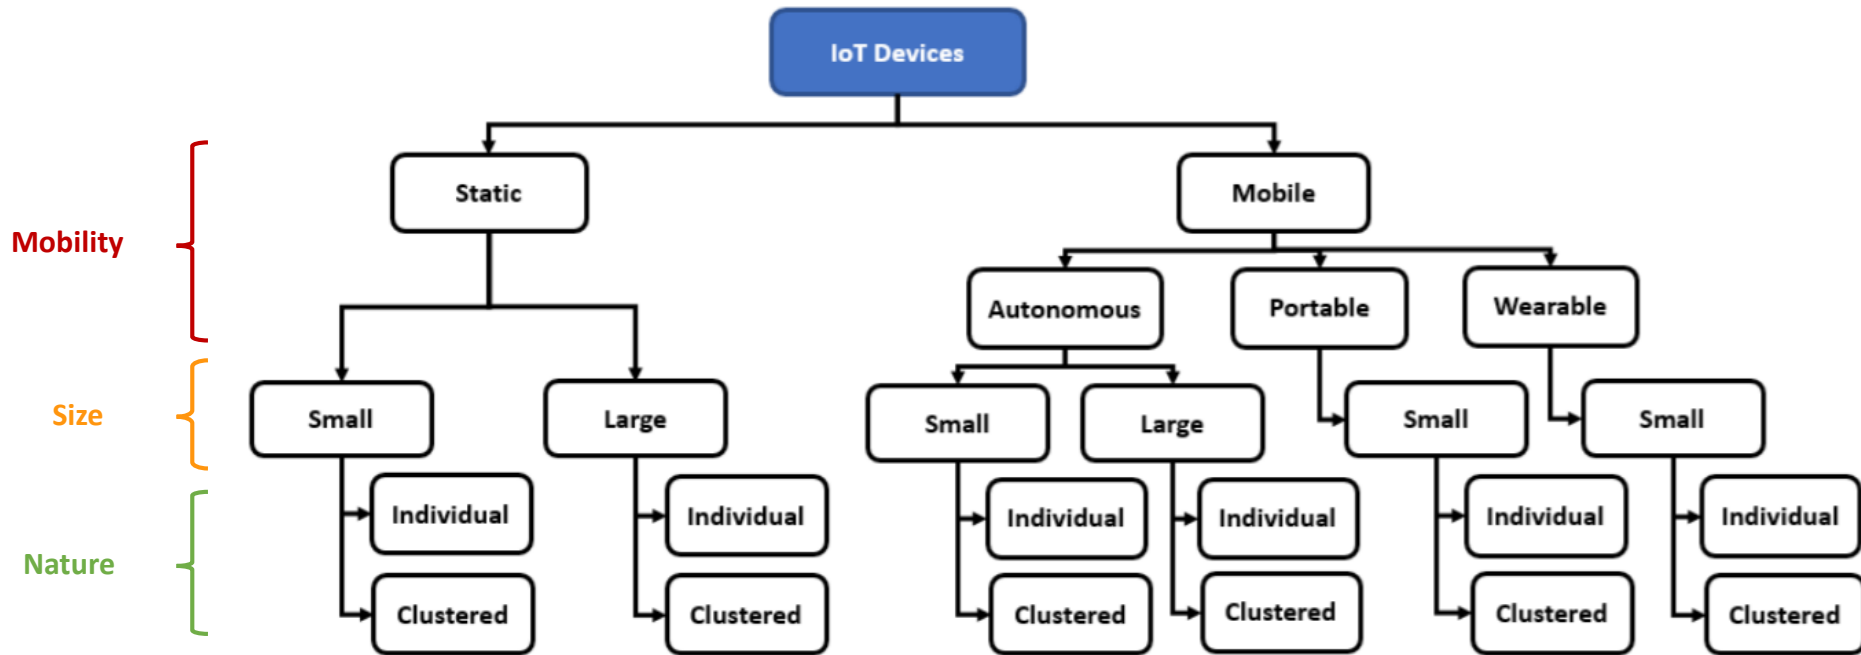 IoT Devices
Static
Mobile
Mobility
Autonomous
Portable
Wearable
Size
Small
Large
Small
Large
Small
Small
Nature
Individual
Individual
Individual
Individual
Individual
Individual
Clustered
Clustered
Clustered
Clustered
Clustered
Clustered